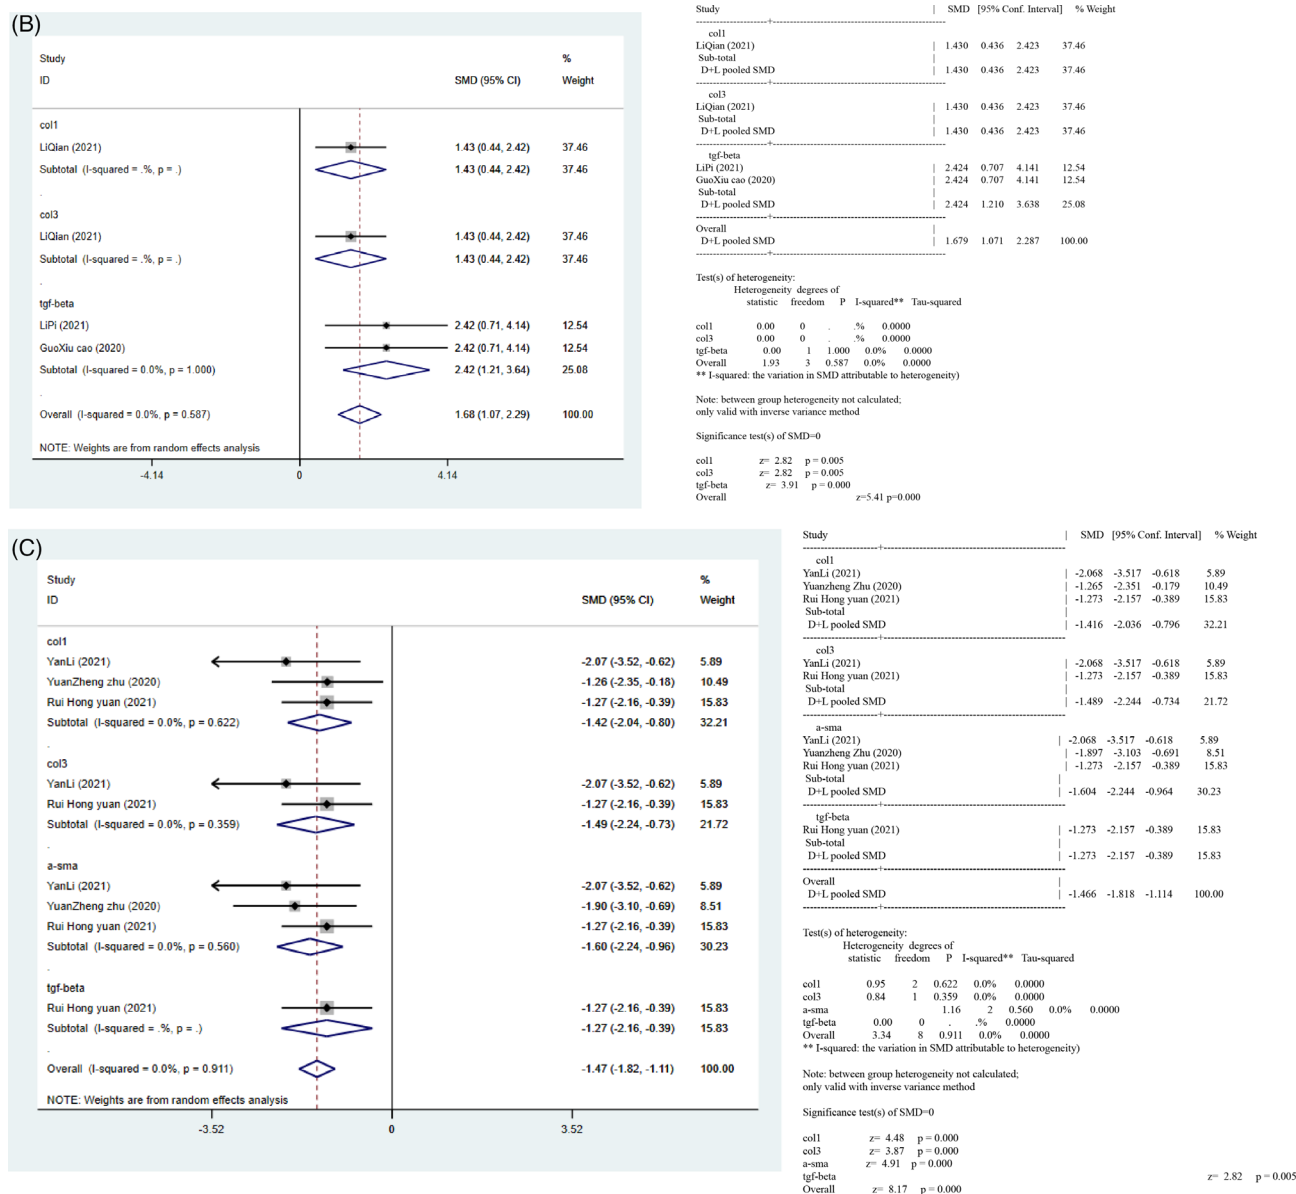 (B)
Study %
ID SMD (95% CI) Weight
col1
LiQian (2021) 1.43 (0.44, 2.42) 37.46
Subtotal (I-squared = .%, p = .) 1.43 (0.44, 2.42) 37.46
.
col3
LiQian (2021) 1.43 (0.44, 2.42) 37.46
Subtotal (I-squared = .%, p = .) 1.43 (0.44, 2.42) 37.46
.
tgf-beta
LiPi (2021) 2.42 (0.71, 4.14) 12.54
GuoXiu cao (2020) 2.42 (0.71, 4.14) 12.54
Subtotal (I-squared = 0.0%, p = 1.000) 2.42 (1.21, 3.64) 25.08
.
Overall (I-squared = 0.0%, p = 0.587) 1.68 (1.07, 2.29) 100.00
NOTE: Weights are from random effects analysis
-4.14 0 4.14
Study | SMD [95% Conf. Interval] % Weight
---------------------+---------------------------------------------------
col1
LiQian (2021) | 1.430 0.436 2.423 37.46
Sub-total |
D+L pooled SMD | 1.430 0.436 2.423 37.46
---------------------+---------------------------------------------------
col3
LiQian (2021) | 1.430 0.436 2.423 37.46
Sub-total |
D+L pooled SMD | 1.430 0.436 2.423 37.46
---------------------+---------------------------------------------------
tgf-beta
LiPi (2021) | 2.424 0.707 4.141 12.54
GuoXiu cao (2020) | 2.424 0.707 4.141 12.54
Sub-total |
D+L pooled SMD | 2.424 1.210 3.638 25.08
---------------------+---------------------------------------------------
Overall |
D+L pooled SMD | 1.679 1.071 2.287 100.00
---------------------+---------------------------------------------------
Test(s) of heterogeneity:
Heterogeneity degrees of
statistic freedom P I-squared** Tau-squared
col1 0.00 0 . .% 0.0000
col3 0.00 0 . .% 0.0000
tgf-beta 0.00 1 1.000 0.0% 0.0000
Overall 1.93 3 0.587 0.0% 0.0000
** I-squared: the variation in SMD attributable to heterogeneity)
Note: between group heterogeneity not calculated;
only valid with inverse variance method
Significance test(s) of SMD=0
col1 z= 2.82 p = 0.005
col3 z= 2.82 p = 0.005
tgf-beta z= 3.91 p = 0.000
Overall z=5.41 p=0.000
(C)
Study %
ID SMD (95% CI) Weight
col1
YanLi (2021) -2.07 (-3.52, -0.62) 5.89
YuanZheng zhu (2020) -1.26 (-2.35, -0.18) 10.49
Rui Hong yuan (2021) -1.27 (-2.16, -0.39) 15.83
Subtotal (I-squared = 0.0%, p = 0.622) -1.42 (-2.04, -0.80) 32.21
.
col3
YanLi (2021) -2.07 (-3.52, -0.62) 5.89
Rui Hong yuan (2021) -1.27 (-2.16, -0.39) 15.83
Subtotal (I-squared = 0.0%, p = 0.359) -1.49 (-2.24, -0.73) 21.72
.
a-sma
YanLi (2021) -2.07 (-3.52, -0.62) 5.89
YuanZheng zhu (2020) -1.90 (-3.10, -0.69) 8.51
Rui Hong yuan (2021) -1.27 (-2.16, -0.39) 15.83
Subtotal (I-squared = 0.0%, p = 0.560) -1.60 (-2.24, -0.96) 30.23
.
tgf-beta
Rui Hong yuan (2021) -1.27 (-2.16, -0.39) 15.83
Subtotal (I-squared = .%, p = .) -1.27 (-2.16, -0.39) 15.83
.
Overall (I-squared = 0.0%, p = 0.911) -1.47 (-1.82, -1.11) 100.00
NOTE: Weights are from random effects analysis
-3.52 0 3.52
Study | SMD [95% Conf. Interval] % Weight
---------------------+---------------------------------------------------
col1
YanLi (2021) | -2.068 -3.517 -0.618 5.89
Yuanzheng Zhu (2020) | -1.265 -2.351 -0.179 10.49
Rui Hong yuan (2021) | -1.273 -2.157 -0.389 15.83
Sub-total |
D+L pooled SMD | -1.416 -2.036 -0.796 32.21
---------------------+---------------------------------------------------
col3
YanLi (2021) | -2.068 -3.517 -0.618 5.89
Rui Hong yuan (2021) | -1.273 -2.157 -0.389 15.83
Sub-total |
D+L pooled SMD | -1.489 -2.244 -0.734 21.72
---------------------+---------------------------------------------------
a-sma
YanLi (2021) | -2.068 -3.517 -0.618 5.89
Yuanzheng Zhu (2020) | -1.897 -3.103 -0.691 8.51
Rui Hong yuan (2021) | -1.273 -2.157 -0.389 15.83
Sub-total |
D+L pooled SMD | -1.604 -2.244 -0.964 30.23
---------------------+---------------------------------------------------
tgf-beta
Rui Hong yuan (2021) | -1.273 -2.157 -0.389 15.83
Sub-total |
D+L pooled SMD | -1.273 -2.157 -0.389 15.83
---------------------+---------------------------------------------------
Overall |
D+L pooled SMD | -1.466 -1.818 -1.114 100.00
---------------------+---------------------------------------------------
Test(s) of heterogeneity:
Heterogeneity degrees of
statistic freedom P I-squared** Tau-squared
col1 0.95 2 0.622 0.0% 0.0000
col3 0.84 1 0.359 0.0% 0.0000
a-sma 1.16 2 0.560 0.0% 0.0000
tgf-beta 0.00 0 . .% 0.0000
Overall 3.34 8 0.911 0.0% 0.0000
** I-squared: the variation in SMD attributable to heterogeneity)
Note: between group heterogeneity not calculated;
only valid with inverse variance method
Significance test(s) of SMD=0
col1 z= 4.48 p = 0.000
col3 z= 3.87 p = 0.000
a-sma z= 4.91 p = 0.000
tgf-beta z= 2.82 p = 0.005
Overall z= 8.17 p = 0.000